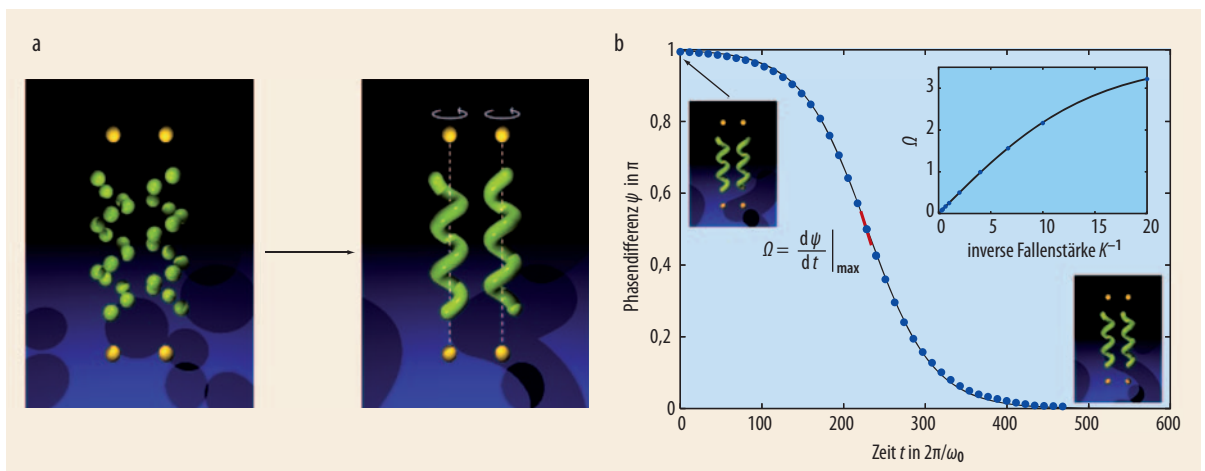 a
b
Phasendifferenz ψ in π
1
0,8
0,6
0,4
0,2
0
0 100 200 300 400 500 600
Zeit t in 2π/ω₀
Ω = dψ/dt |max
Ω
3
2
1
0
0 5 10 15 20
inverse Fallenstärke K⁻¹